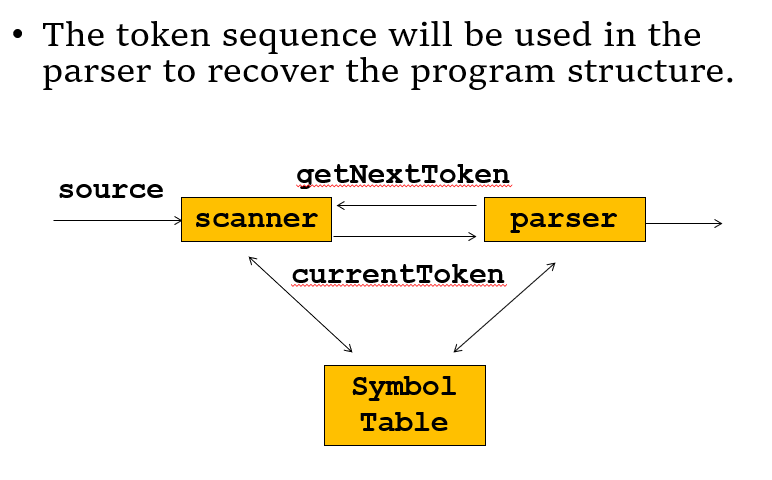 • The token sequence will be used in the
parser to recover the program structure.
getNextToken
source
scanner
parser
currentToken
Symbol
Table